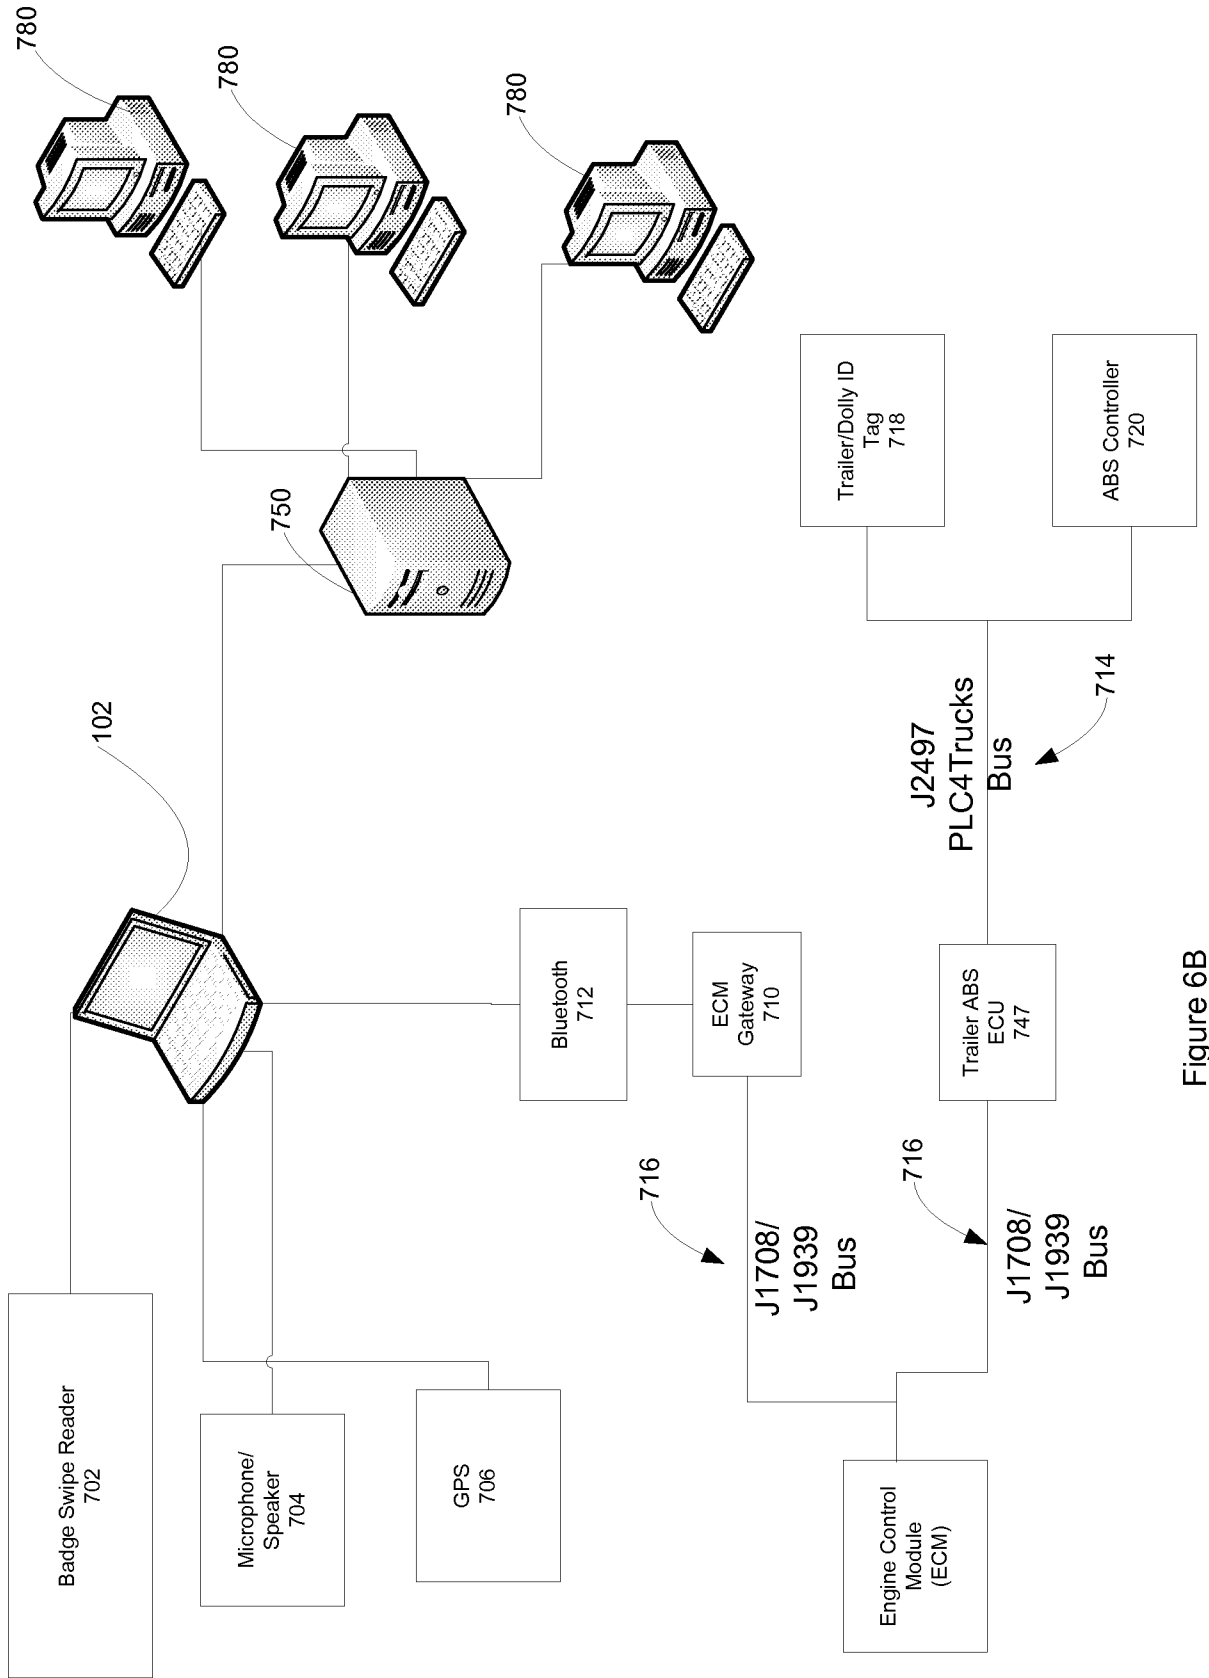 Badge Swipe Reader
702
Microphone/
Speaker
704
GPS
706
Engine Control
Module
(ECM)
102
Bluetooth
712
ECM
Gateway
710
716
J1708/
J1939
Bus
716
J1708/
J1939
Bus
Trailer ABS
ECU
747
J2497
PLC4Trucks
Bus
714
750
780
780
780
Trailer/Dolly ID
Tag
718
ABS Controller
720
Figure 6B